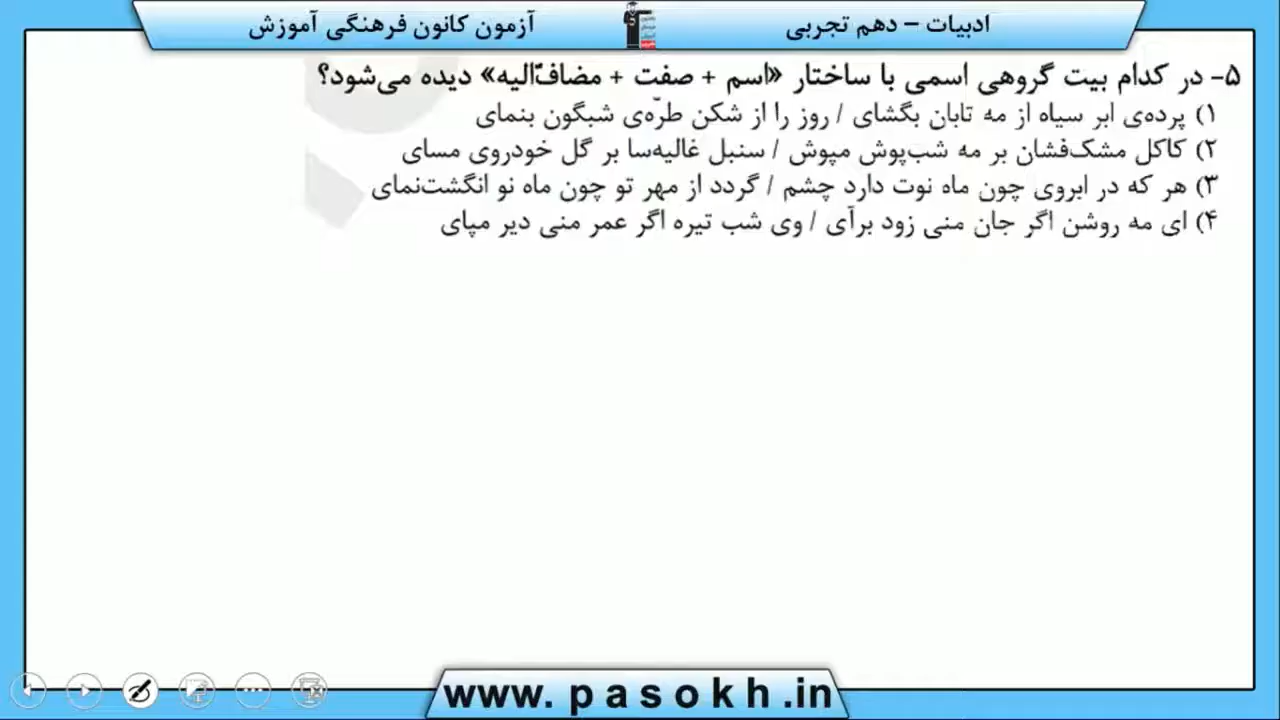 ادبیات – دهم تجربی
آزمون کانون فرهنگی آموزش
۵- در کدام بیت گروهی اسمی با ساختار «اسم + صفت + مضاف‌ٌالیه» دیده می‌شود؟
۱) پرده‌ی ابر سیاه از مه تابان بگشای / روز را از شکن طرّه‌ی شبگون بنمای
۲) کاکل مشک‌فشان بر مه شب‌پوش مپوش / سنبل غالیه‌سا بر گل خودروی مسای
۳) هر که در ابروی چون ماه نوت دارد چشم / گردد از مهر تو چون ماه نو انگشت‌نمای
۴) ای مه روشن اگر جان منی زود برآی / وی شب تیره اگر عمر منی دیر مپای
www.pasokh.in